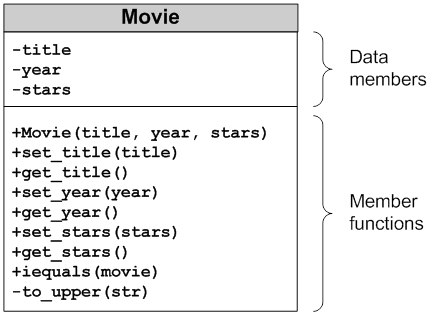 Movie
-title
-year
-stars
Data
members
+Movie(title, year, stars)
+set_title(title)
+get_title()
+set_year(year)
+get_year()
+set_stars(stars)
+get_stars()
+iequals(movie)
-to_upper(str)
Member
functions